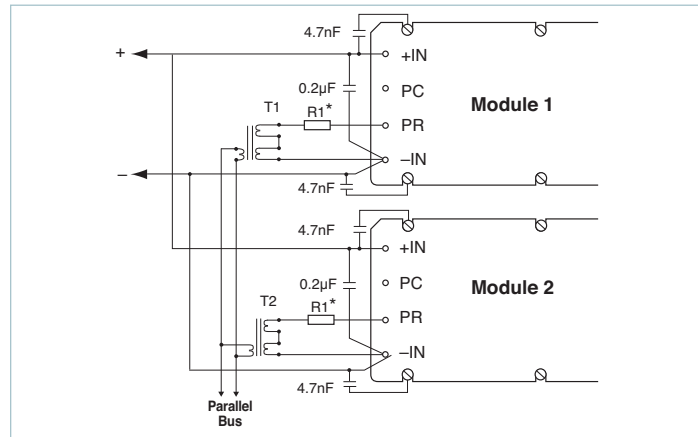 4.7nF
+
+IN
0.2µF
PC
Module 1
T1
R1*
PR
–IN
–
4.7nF
4.7nF
+IN
0.2µF
PC
Module 2
T2
R1*
PR
–IN
4.7nF
Parallel
Bus